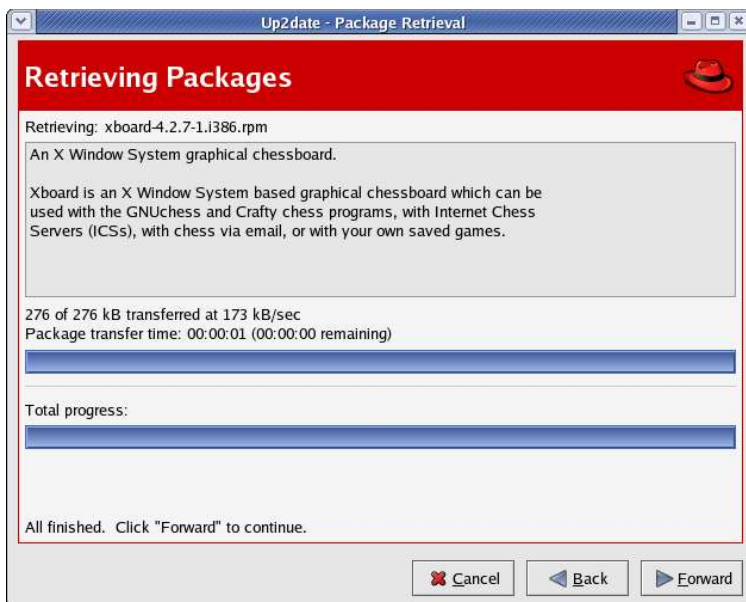 Up2date - Package Retrieval
Retrieving Packages
Retrieving: xboard-4.2.7-1.i386.rpm
An X Window System graphical chessboard.
Xboard is an X Window System based graphical chessboard which can be
used with the GNUchess and Crafty chess programs, with Internet Chess
Servers (ICSs), with chess via email, or with your own saved games.
276 of 276 kB transferred at 173 kB/sec
Package transfer time: 00:00:01 (00:00:00 remaining)
Total progress:
All finished.  Click "Forward" to continue.
Cancel
Back
Forward